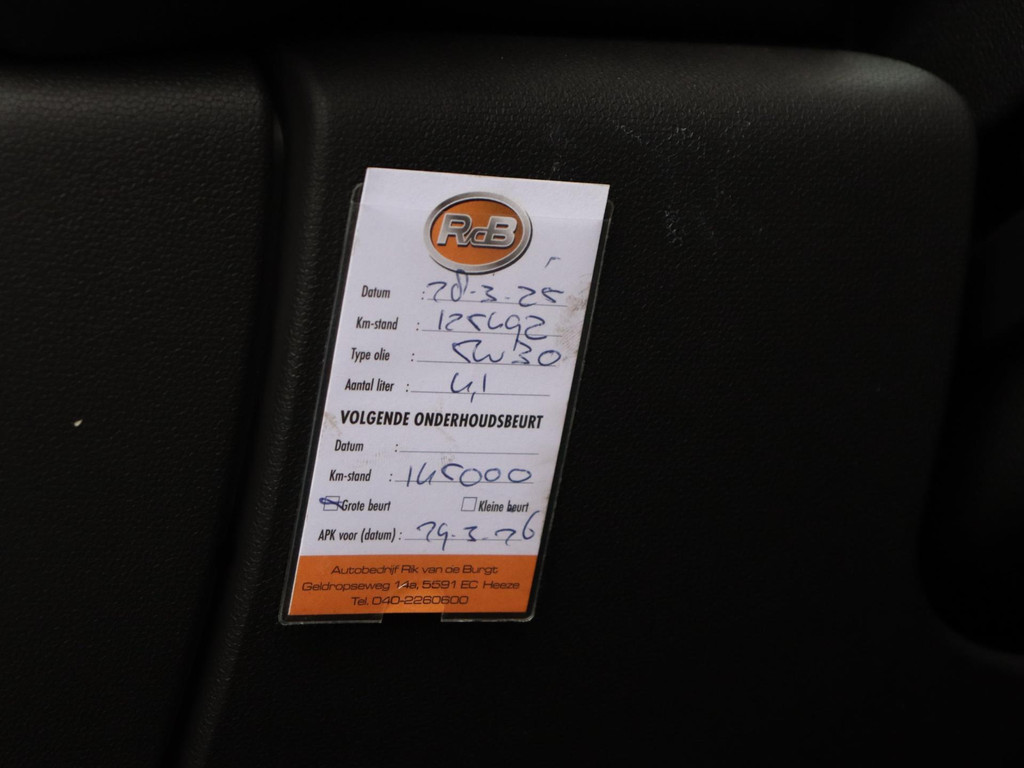 RdB
Datum : 28-3-25
Km-stand : 125492
Type olie : 5W30
Aantal liter : 4,1
VOLGENDE ONDERHOUDSBEURT
Datum :
Km-stand : 145000
Grote beurt Kleine beurt
APK voor (datum) : 29-3-26
Autobedrijf Rik van de Burgt
Geldropseweg 14a, 5591 EC Heeze
Tel. 040-2260600